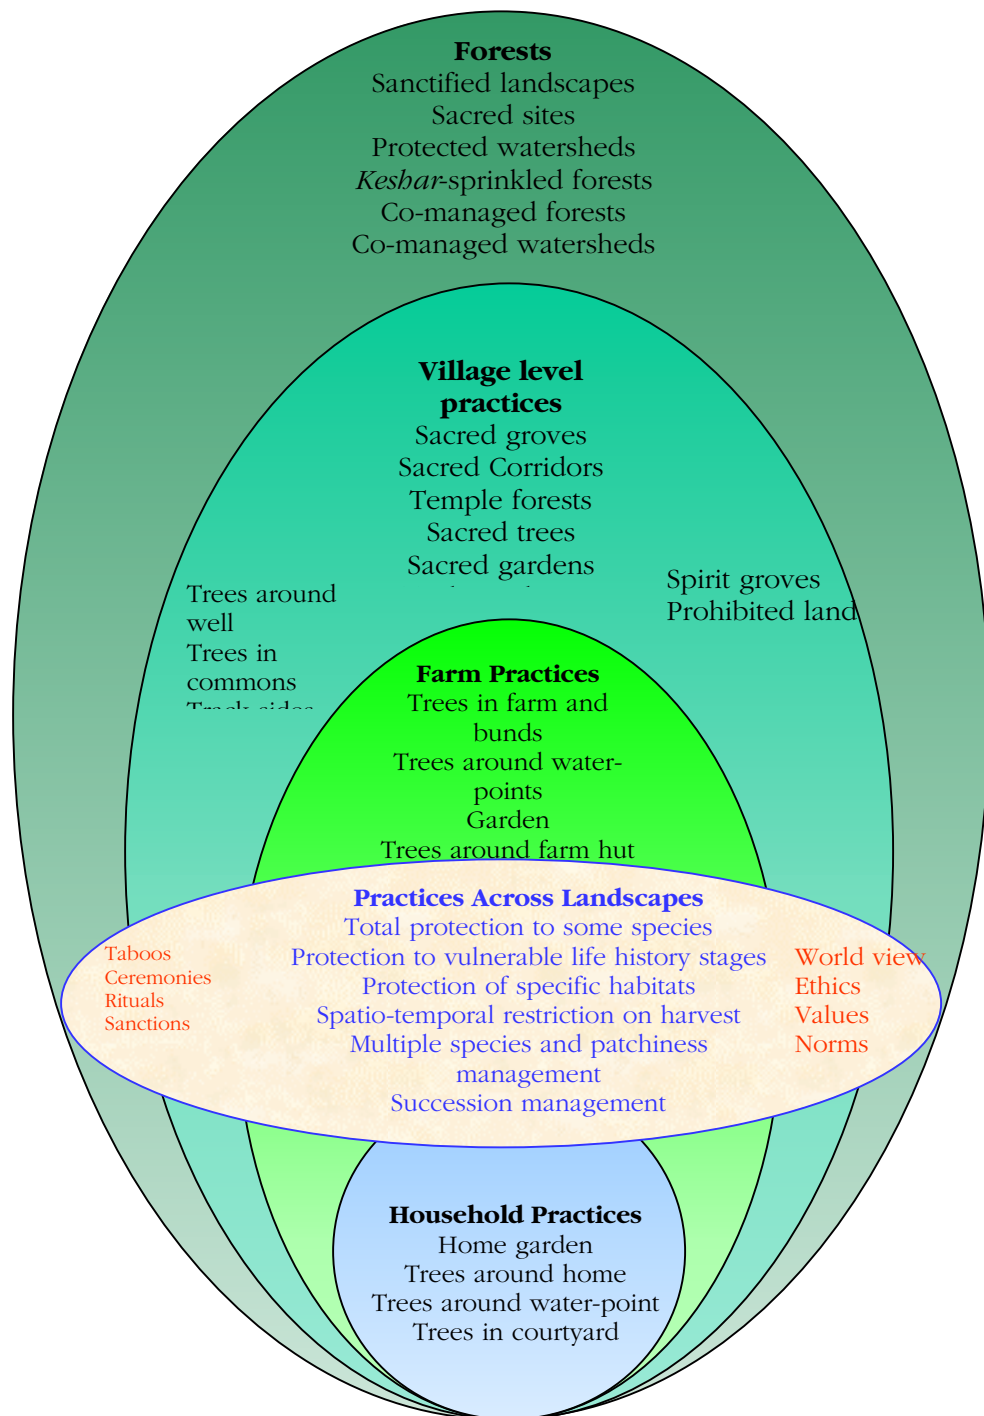 Forests
Sanctified landscapes
Sacred sites
Protected watersheds
Keshar-sprinkled forests
Co-managed forests
Co-managed watersheds
Village level
practices
Sacred groves
Sacred Corridors
Temple forests
Sacred trees
Sacred gardens
Trees around
well
Trees in
commons
Track sides
Spirit groves
Prohibited land
Farm Practices
Trees in farm and
bunds
Trees around water-
points
Garden
Trees around farm hut
Practices Across Landscapes
Total protection to some species
Protection to vulnerable life history stages
Protection of specific habitats
Spatio-temporal restriction on harvest
Multiple species and patchiness
management
Succession management
Taboos
Ceremonies
Rituals
Sanctions
World view
Ethics
Values
Norms
Household Practices
Home garden
Trees around home
Trees around water-point
Trees in courtyard